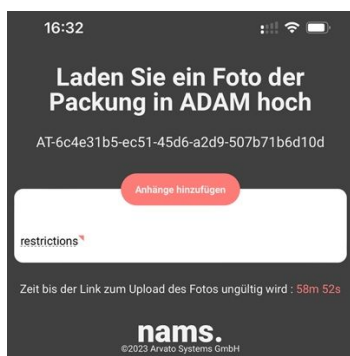 16:32
Laden Sie ein Foto der
Packung in ADAM hoch
AT-6c4e31b5-ec51-45d6-a2d9-507b71b6d10d
Anhänge hinzufügen
restrictions
Zeit bis der Link zum Upload des Fotos ungültig wird : 58m 52s
nams.
©2023 Arvato Systems GmbH